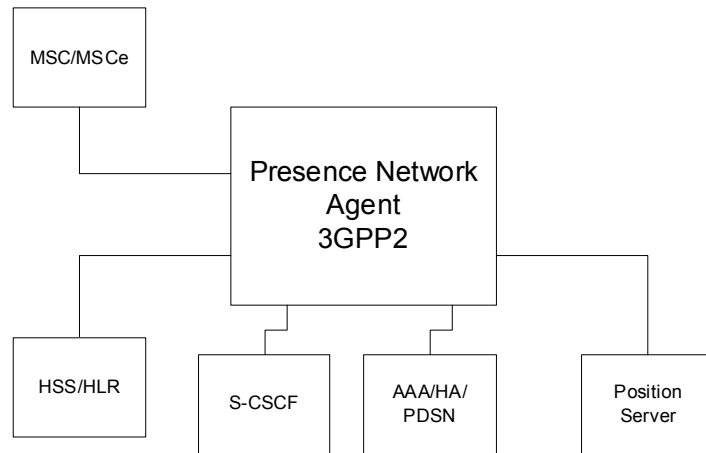 MSC/MSCe
Presence Network
Agent
3GPP2
HSS/HLR
S-CSCF
AAA/HA/
PDSN
Position
Server